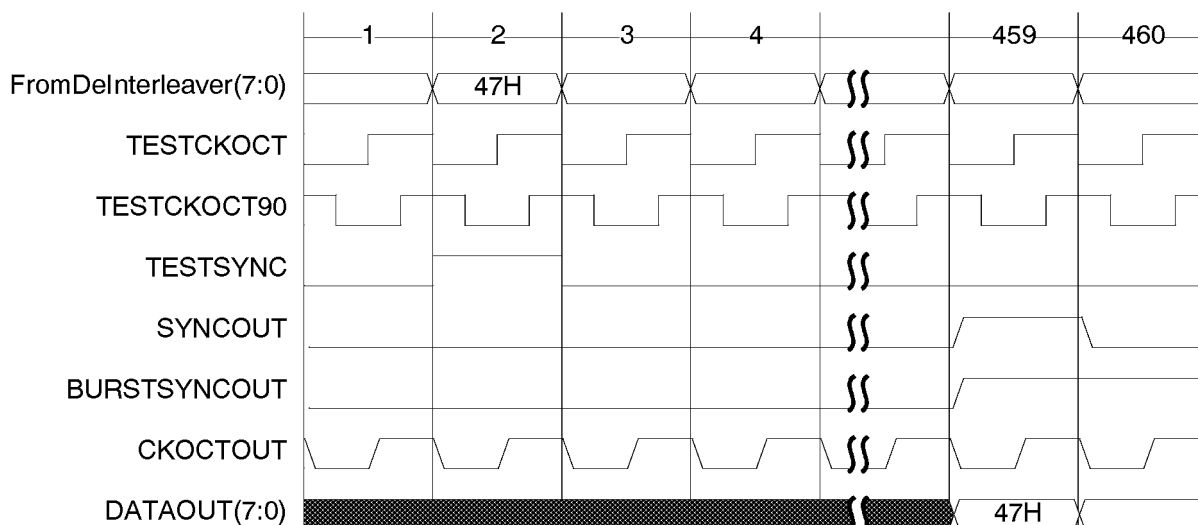 1 2 3 4 459 460
FromDeInterleaver(7:0) 47H
TESTCKOCT
TESTCKOCT90
TESTSYNC
SYNCOUT
BURSTSYNCOUT
CKOCTOUT
DATAOUT(7:0) 47H